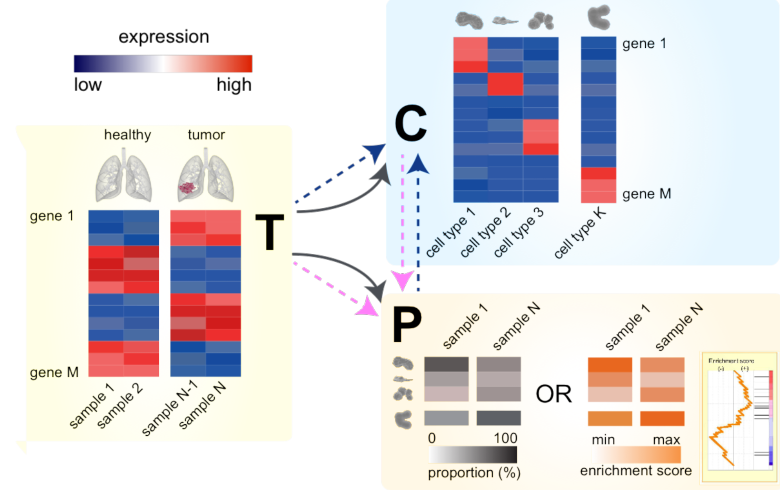 expression
low high
healthy tumor
gene 1
gene M
sample 1 sample 2 sample N-1 sample N
T
C
gene 1
gene M
cell type 1 cell type 2 cell type 3 cell type K
P
sample 1 sample N
OR
sample 1 sample N
0 100
proportion (%)
min max
enrichment score
Enrichment score
(-) (+)